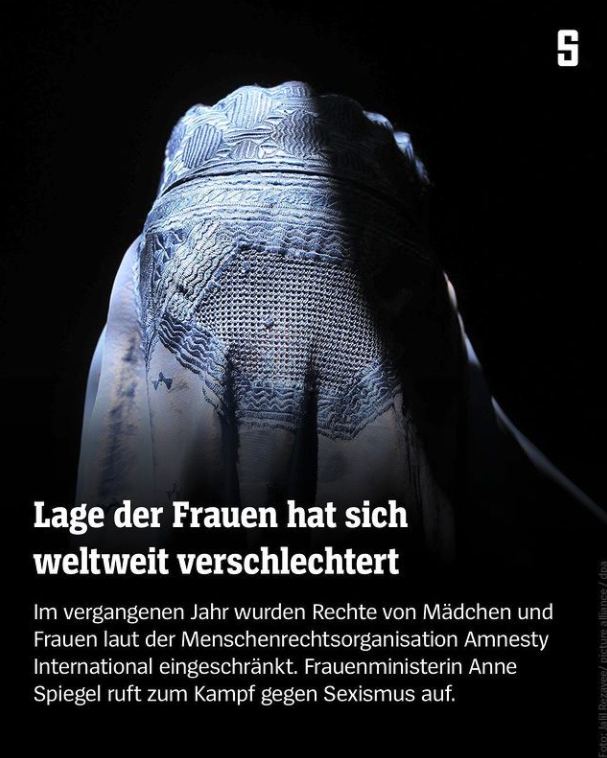 S
Lage der Frauen hat sich
weltweit verschlechtert
Im vergangenen Jahr wurden Rechte von Mädchen und
Frauen laut der Menschenrechtsorganisation Amnesty
International eingeschränkt. Frauenministerin Anne
Spiegel ruft zum Kampf gegen Sexismus auf.
Foto: Jalil Rezayee / picture alliance / dpa